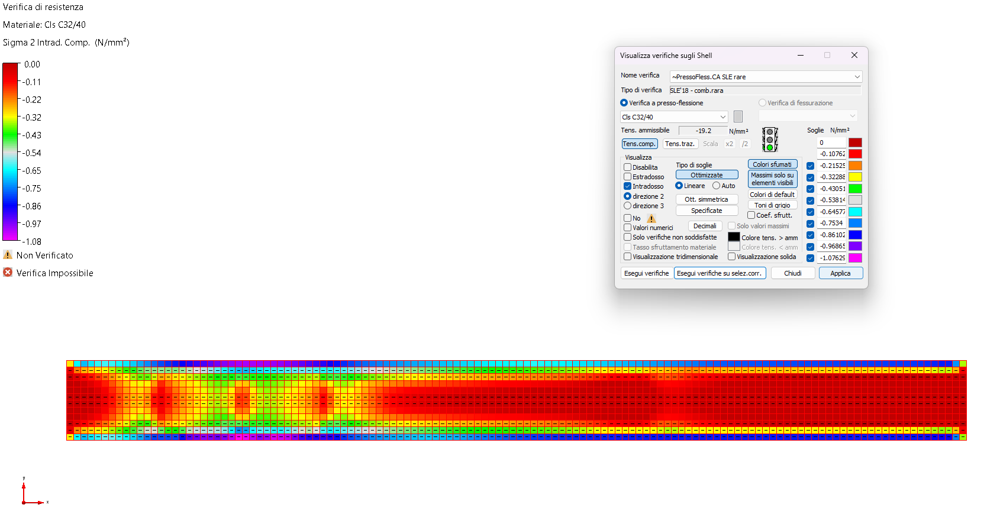 Verifica di resistenza
Materiale: Cls C32/40
Sigma 2 Intrad. Comp. (N/mm²)
0.00
-0.11
-0.22
-0.32
-0.43
-0.54
-0.65
-0.75
-0.86
-0.97
-1.08
Non Verificato
Verifica Impossibile
Visualizza verifiche sugli Shell
Nome verifica ~PressoFless.CA SLE rare
Tipo di verifica SLE'18 - comb.rara
Verifica a presso-flessione Verifica di fessurazione
Cls C32/40
Tens. ammissibile -19.2 N/mm² Soglie N/mm²
Tens.comp. Tens.traz. Scala x2 /2 0
-0.10762
Visualizza
Disabilita Tipo di soglie Colori sfumati -0.21525
Estradosso Ottimizzate Massimi solo su elementi visibili -0.32288
Intradosso Lineare Auto -0.43051
direzione 2 Ott. simmetrica Colori di default -0.53814
direzione 3 Specificate Toni di grigio -0.64577
No Coef. sfrutt.
Valori numerici Decimali Solo valori massimi -0.7534
Solo verifiche non soddisfatte Colore tens. > amm -0.86102
Tasso sfruttamento materiale Colore tens. < amm -0.96865
Visualizzazione tridimensionale Visualizzazione solida -1.07629
Esegui verifiche Esegui verifiche su selez.corr. Chiudi Applica
y
x